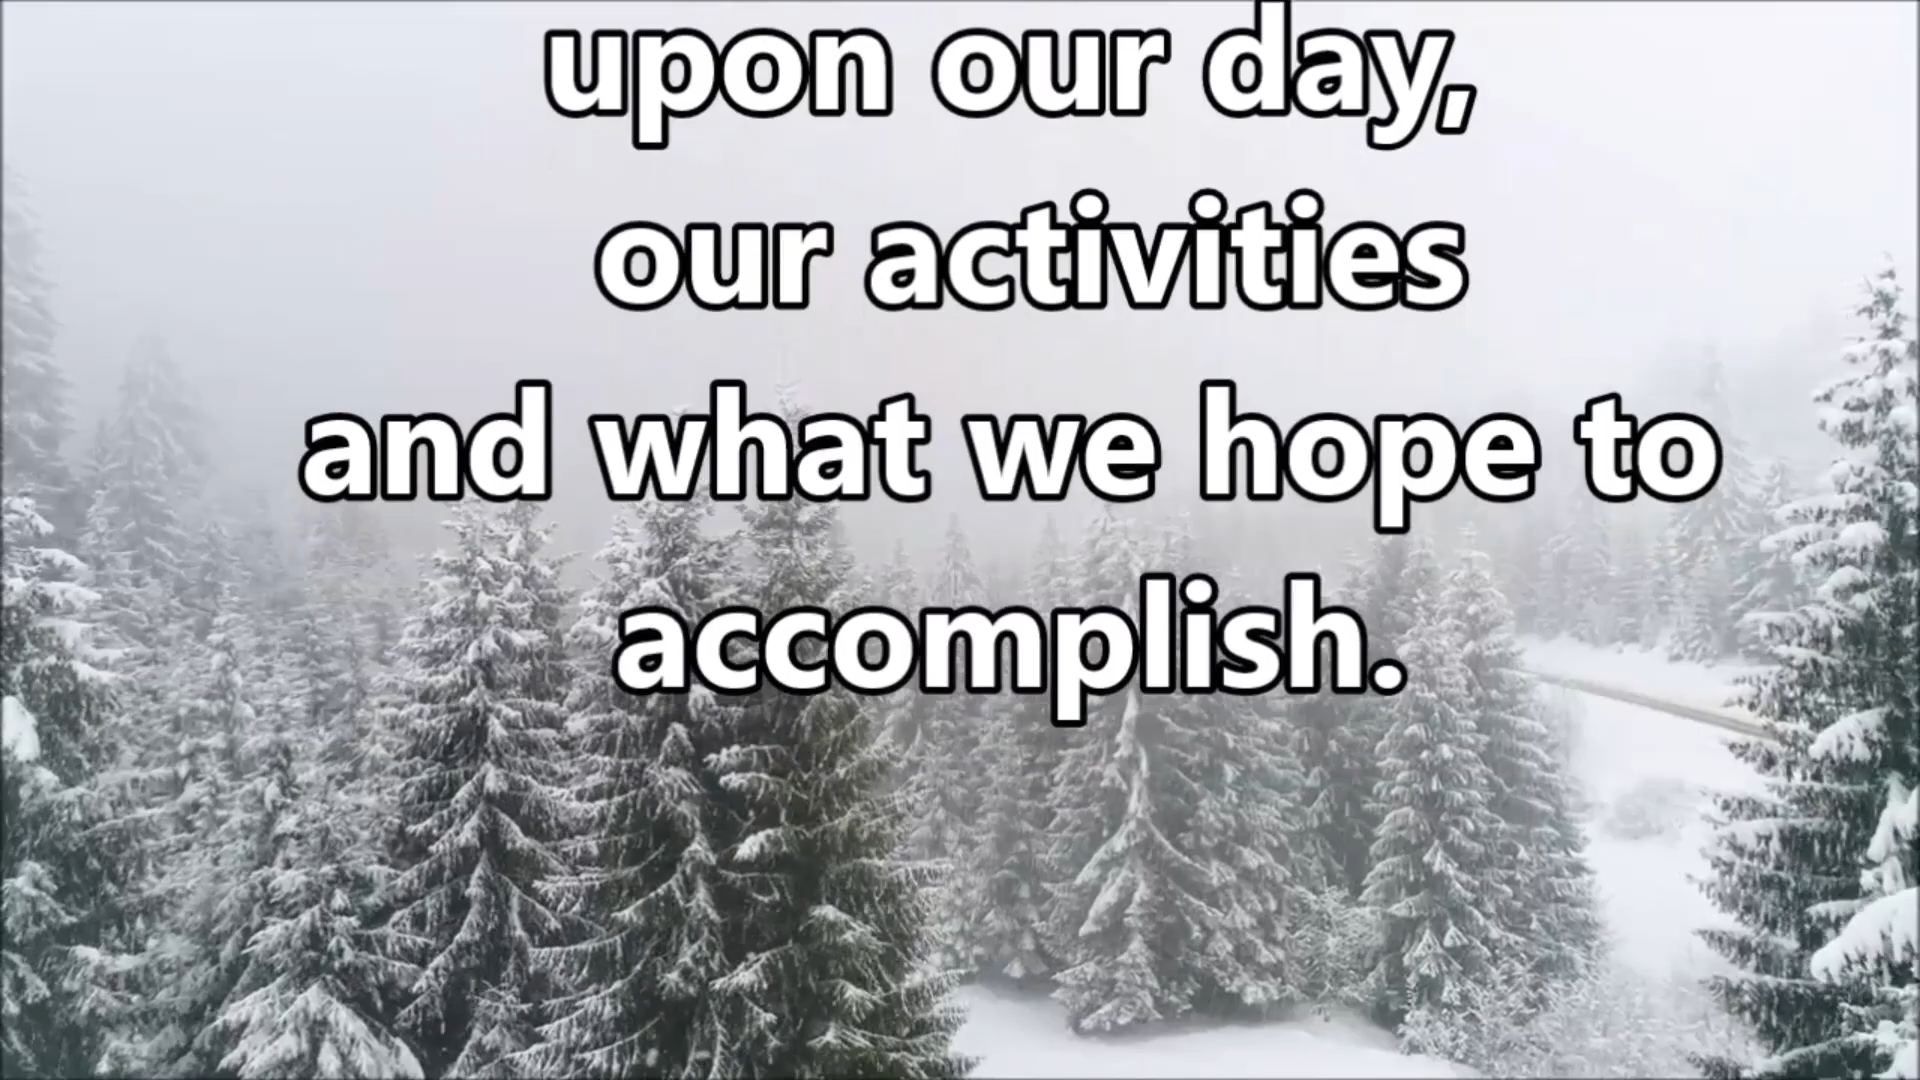 upon our day,
our activities
and what we hope to
accomplish.